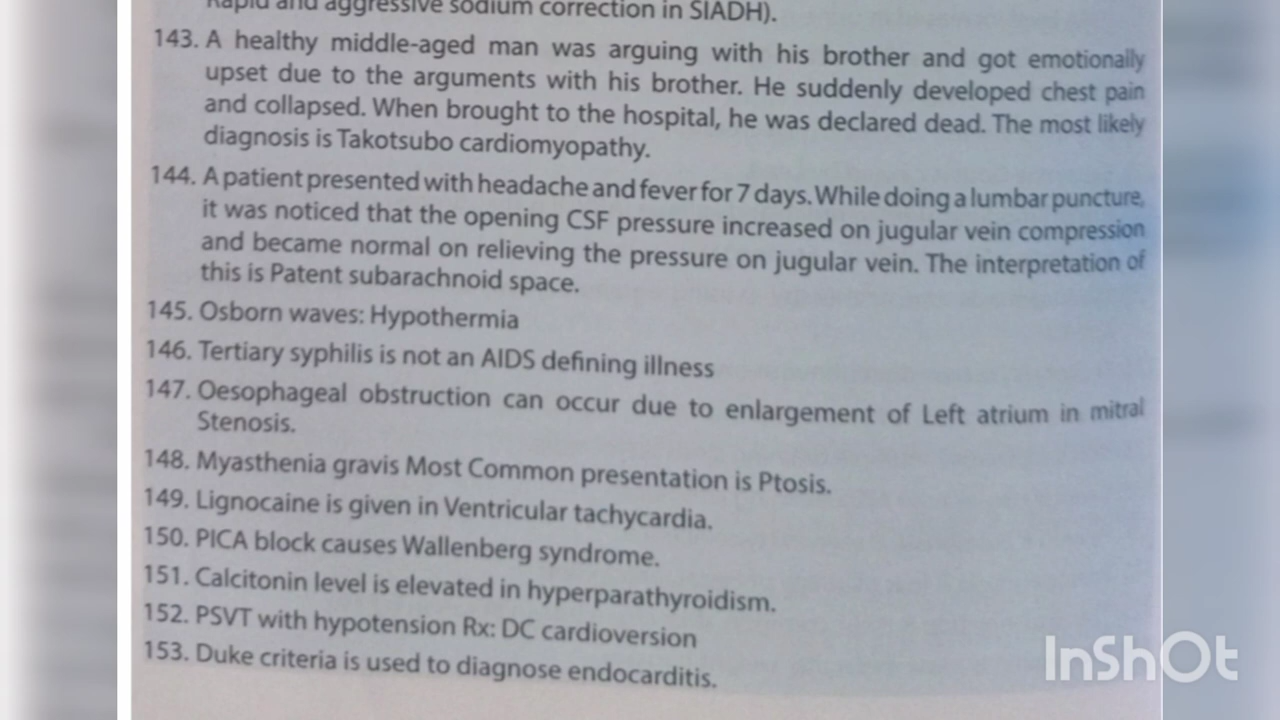 Rapid and aggressive sodium correction in SIADH).
143. A healthy middle-aged man was arguing with his brother and got emotionally
upset due to the arguments with his brother. He suddenly developed chest pain
and collapsed. When brought to the hospital, he was declared dead. The most likely
diagnosis is Takotsubo cardiomyopathy.
144. A patient presented with headache and fever for 7 days. While doing a lumbar puncture,
it was noticed that the opening CSF pressure increased on jugular vein compression
and became normal on relieving the pressure on jugular vein. The interpretation of
this is Patent subarachnoid space.
145. Osborn waves: Hypothermia
146. Tertiary syphilis is not an AIDS defining illness
147. Oesophageal obstruction can occur due to enlargement of Left atrium in mitral
Stenosis.
148. Myasthenia gravis Most Common presentation is Ptosis.
149. Lignocaine is given in Ventricular tachycardia.
150. PICA block causes Wallenberg syndrome.
151. Calcitonin level is elevated in hyperparathyroidism.
152. PSVT with hypotension Rx: DC cardioversion
153. Duke criteria is used to diagnose endocarditis.
InShOt